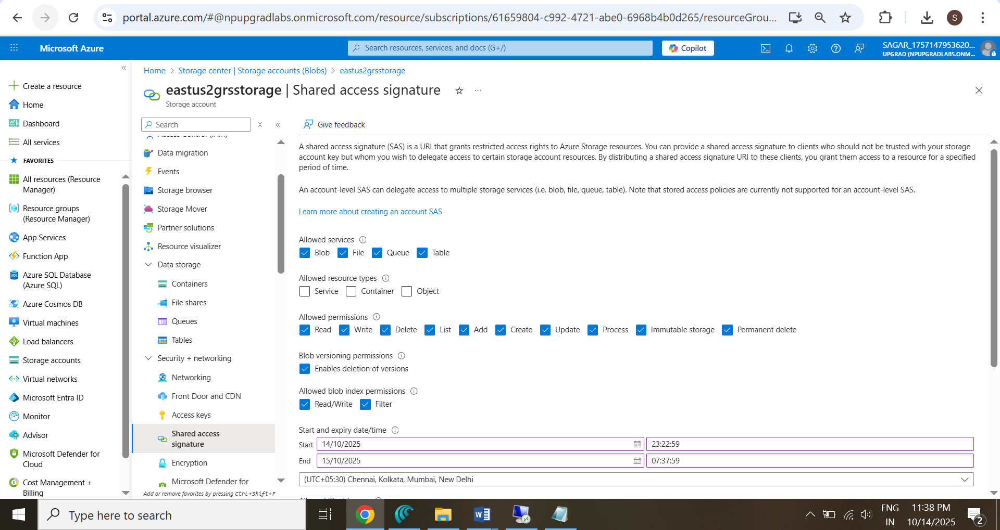 portal.azure.com/#@npupgradlabs.onmicrosoft.com/resource/subscriptions/61659804-c992-4721-abe0-6968b4b0d265/resourceGrou...
S
Microsoft Azure
Search resources, services, and docs (G+/)
Copilot
SAGAR_1757147953620...
UPGRAD (NPUPGRADLABS.ONM...
Create a resource
Home
Dashboard
All services
FAVORITES
All resources (Resource
Manager)
Resource groups
(Resource Manager)
App Services
Function App
Azure SQL Database
(Azure SQL)
Azure Cosmos DB
Virtual machines
Load balancers
Storage accounts
Virtual networks
Microsoft Entra ID
Monitor
Advisor
Microsoft Defender for
Cloud
Cost Management +
Billing
Home > Storage center | Storage accounts (Blobs) > eastus2grsstorage
eastus2grsstorage | Shared access signature
Storage account
Search
Access Control (IAM)
Data migration
Events
Storage browser
Storage Mover
Partner solutions
Resource visualizer
Data storage
Containers
File shares
Queues
Tables
Security + networking
Networking
Front Door and CDN
Access keys
Shared access
signature
Encryption
Microsoft Defender for
Add or remove favorites by pressing Ctrl+Shift+F
Give feedback
A shared access signature (SAS) is a URI that grants restricted access rights to Azure Storage resources. You can provide a shared access signature to clients who should not be trusted with your storage
account key but whom you wish to delegate access to certain storage account resources. By distributing a shared access signature URI to these clients, you grant them access to a resource for a specified
period of time.
An account-level SAS can delegate access to multiple storage services (i.e. blob, file, queue, table). Note that stored access policies are currently not supported for an account-level SAS.
Learn more about creating an account SAS
Allowed services
Blob File Queue Table
Allowed resource types
Service Container Object
Allowed permissions
Read Write Delete List Add Create Update Process Immutable storage Permanent delete
Blob versioning permissions
Enables deletion of versions
Allowed blob index permissions
Read/Write Filter
Start and expiry date/time
Start 14/10/2025 23:22:59
End 15/10/2025 07:37:59
(UTC+05:30) Chennai, Kolkata, Mumbai, New Delhi
Type here to search
ENG
IN
11:38 PM
10/14/2025
2